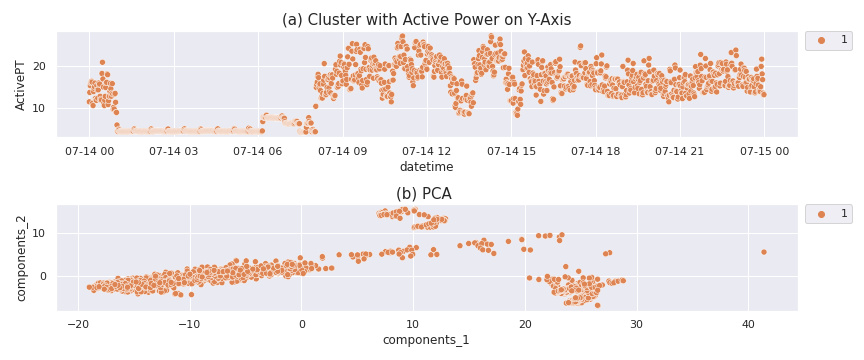 (a) Cluster with Active Power on Y-Axis
1
ActivePT
20
10
07-14 00 07-14 03 07-14 06 07-14 09 07-14 12 07-14 15 07-14 18 07-14 21 07-15 00
datetime
(b) PCA
1
components_2
10
0
−20 −10 0 10 20 30 40
components_1